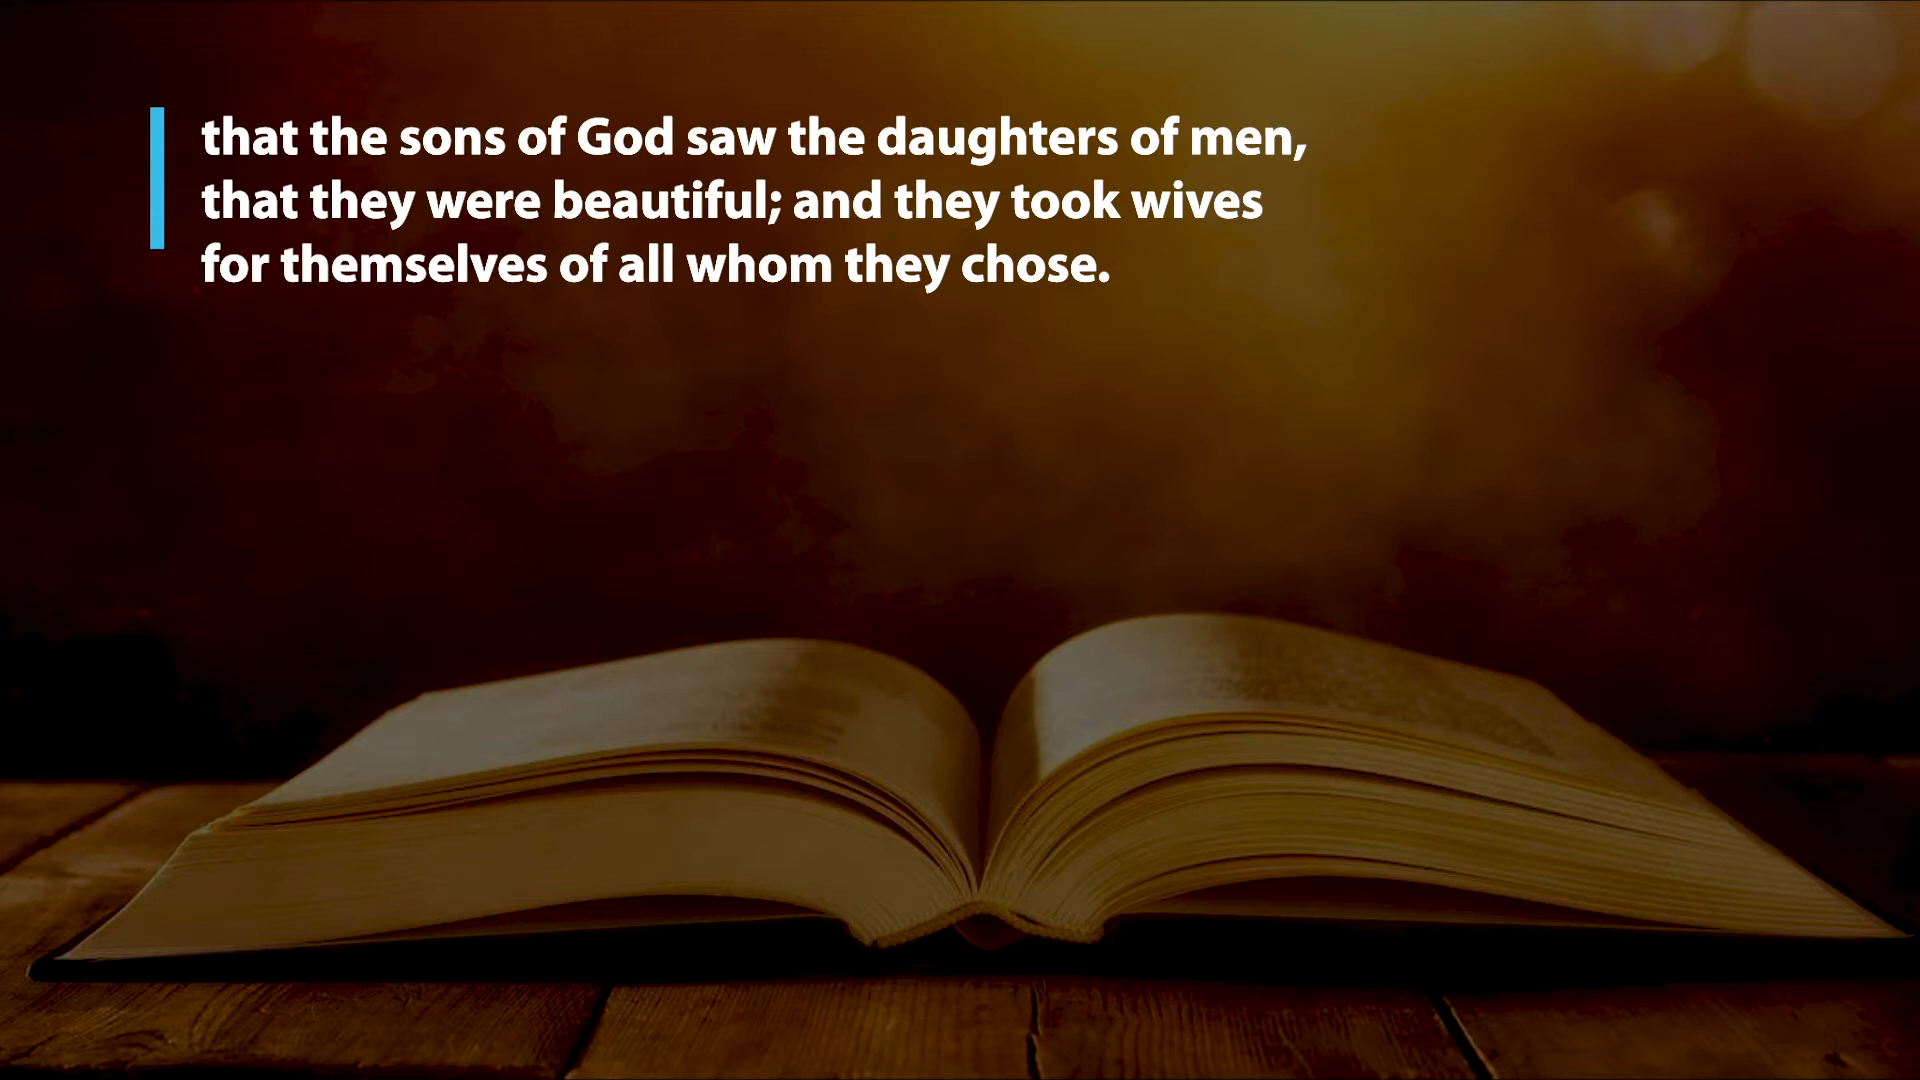 that the sons of God saw the daughters of men,
that they were beautiful; and they took wives
for themselves of all whom they chose.